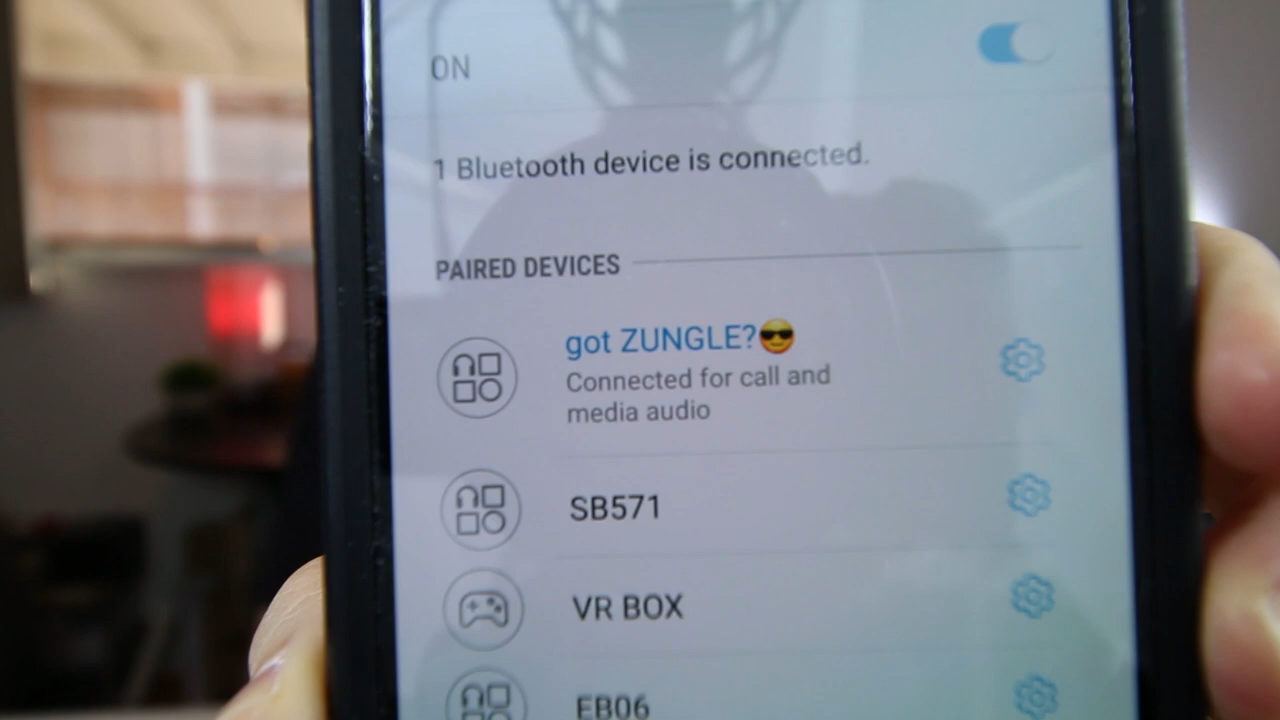 ON
1 Bluetooth device is connected.
PAIRED DEVICES
got ZUNGLE?😎
Connected for call and
media audio
SB571
VR BOX
EB06